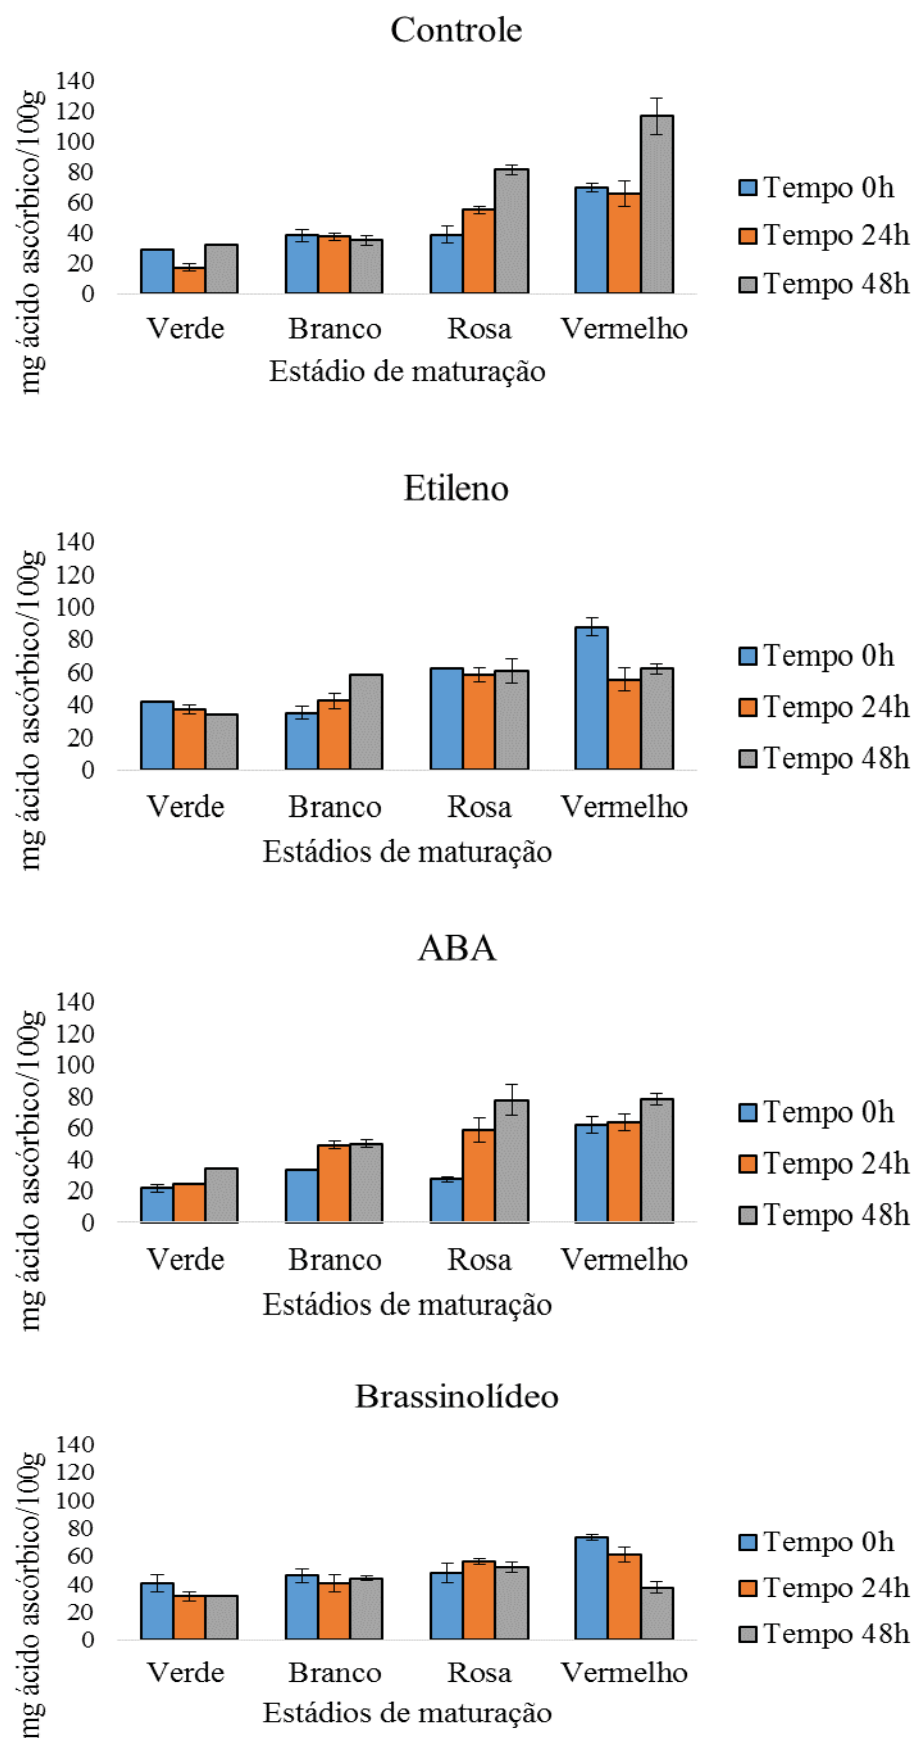 Controle
mg ácido ascórbico/100g
140
120
100
80
60
40
20
0
Verde Branco Rosa Vermelho
Estádio de maturação
Tempo 0h
Tempo 24h
Tempo 48h
Etileno
mg ácido ascórbico/100g
140
120
100
80
60
40
20
0
Verde Branco Rosa Vermelho
Estádios de maturação
Tempo 0h
Tempo 24h
Tempo 48h
ABA
mg ácido ascórbico/100g
140
120
100
80
60
40
20
0
Verde Branco Rosa Vermelho
Estádios de maturação
Tempo 0h
Tempo 24h
Tempo 48h
Brassinolídeo
mg ácido ascórbico/100g
140
120
100
80
60
40
20
0
Verde Branco Rosa Vermelho
Estádios de maturação
Tempo 0h
Tempo 24h
Tempo 48h